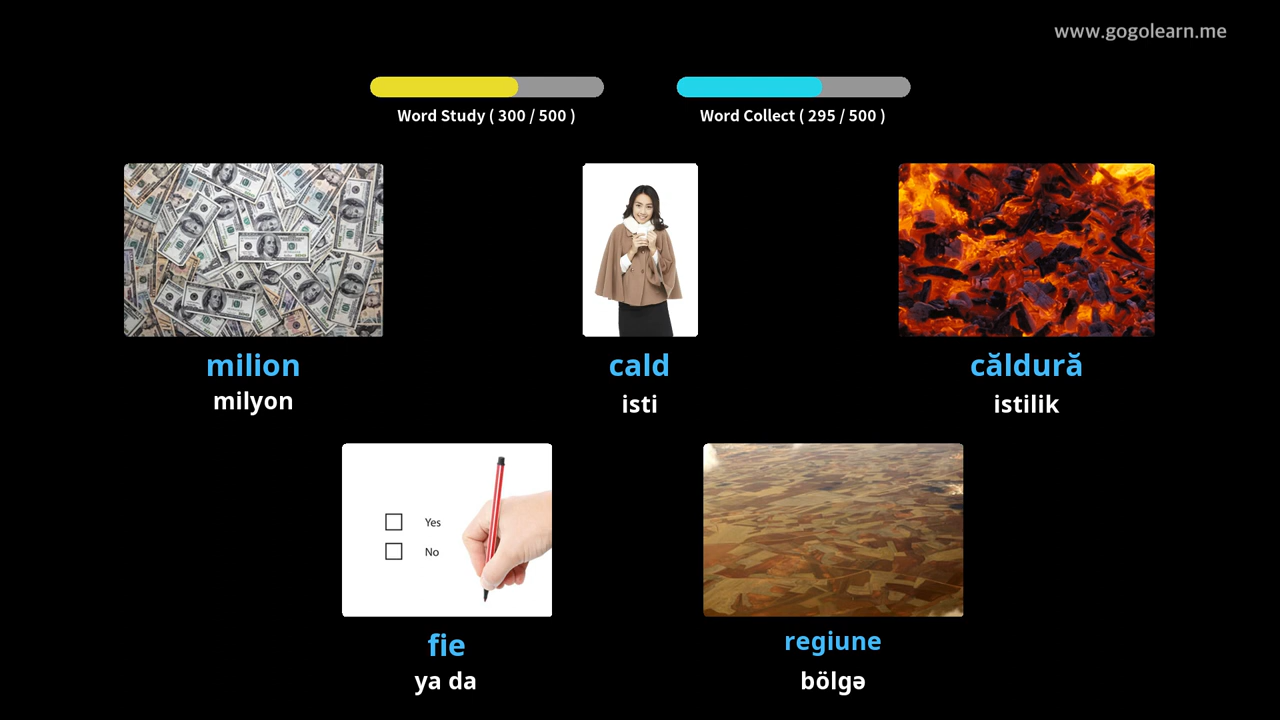 www.gogolearn.me
Word Study ( 300 / 500 )
Word Collect ( 295 / 500 )
milion
milyon
cald
isti
căldură
istilik
Yes
No
fie
ya da
regiune
bölgə